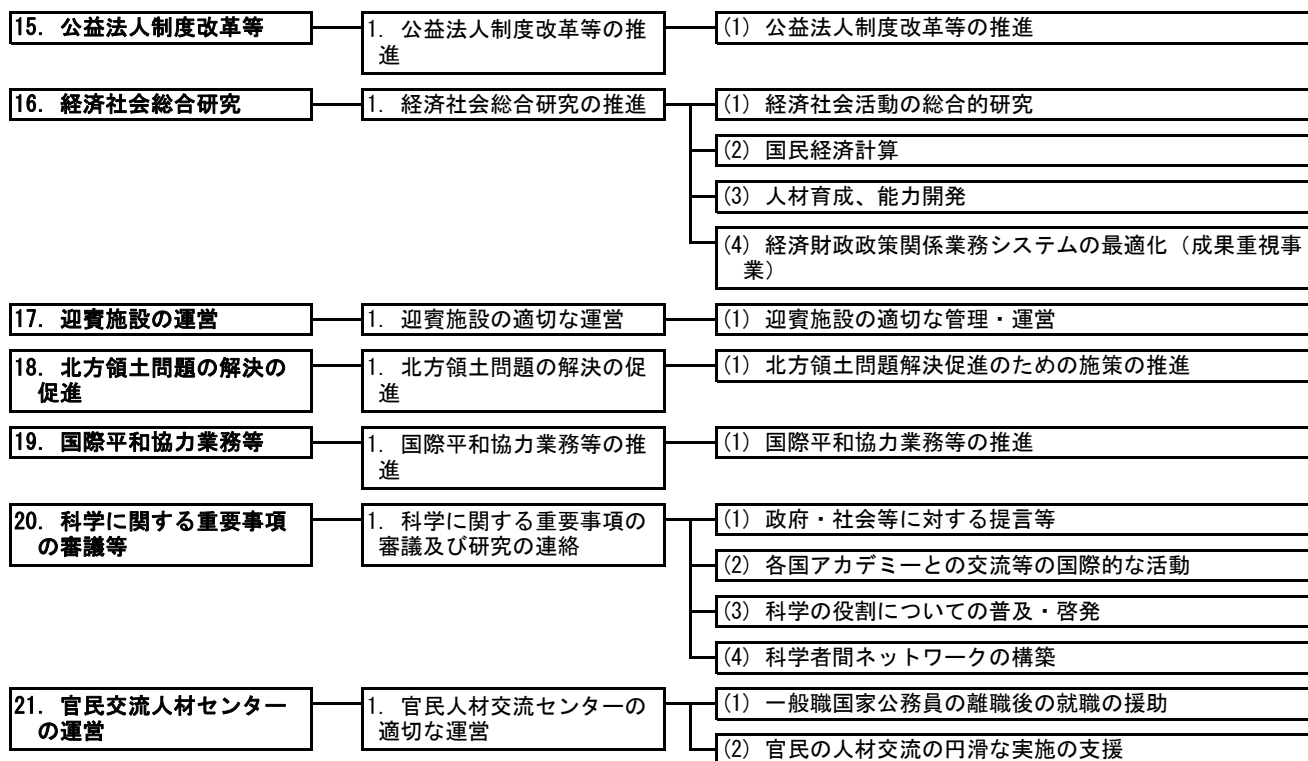 15. 公益法人制度改革等
1. 公益法人制度改革等の推
進
(1) 公益法人制度改革等の推進
16. 経済社会総合研究
1. 経済社会総合研究の推進
(1) 経済社会活動の総合的研究
(2) 国民経済計算
(3) 人材育成、能力開発
(4) 経済財政政策関係業務システムの最適化（成果重視事
業）
17. 迎賓施設の運営
1. 迎賓施設の適切な運営
(1) 迎賓施設の適切な管理・運営
18. 北方領土問題の解決の
促進
1. 北方領土問題の解決の促
進
(1) 北方領土問題解決促進のための施策の推進
19. 国際平和協力業務等
1. 国際平和協力業務等の推
進
(1) 国際平和協力業務等の推進
20. 科学に関する重要事項
の審議等
1. 科学に関する重要事項の
審議及び研究の連絡
(1) 政府・社会等に対する提言等
(2) 各国アカデミーとの交流等の国際的な活動
(3) 科学の役割についての普及・啓発
(4) 科学者間ネットワークの構築
21. 官民交流人材センター
の運営
1. 官民人材交流センターの
適切な運営
(1) 一般職国家公務員の離職後の就職の援助
(2) 官民の人材交流の円滑な実施の支援